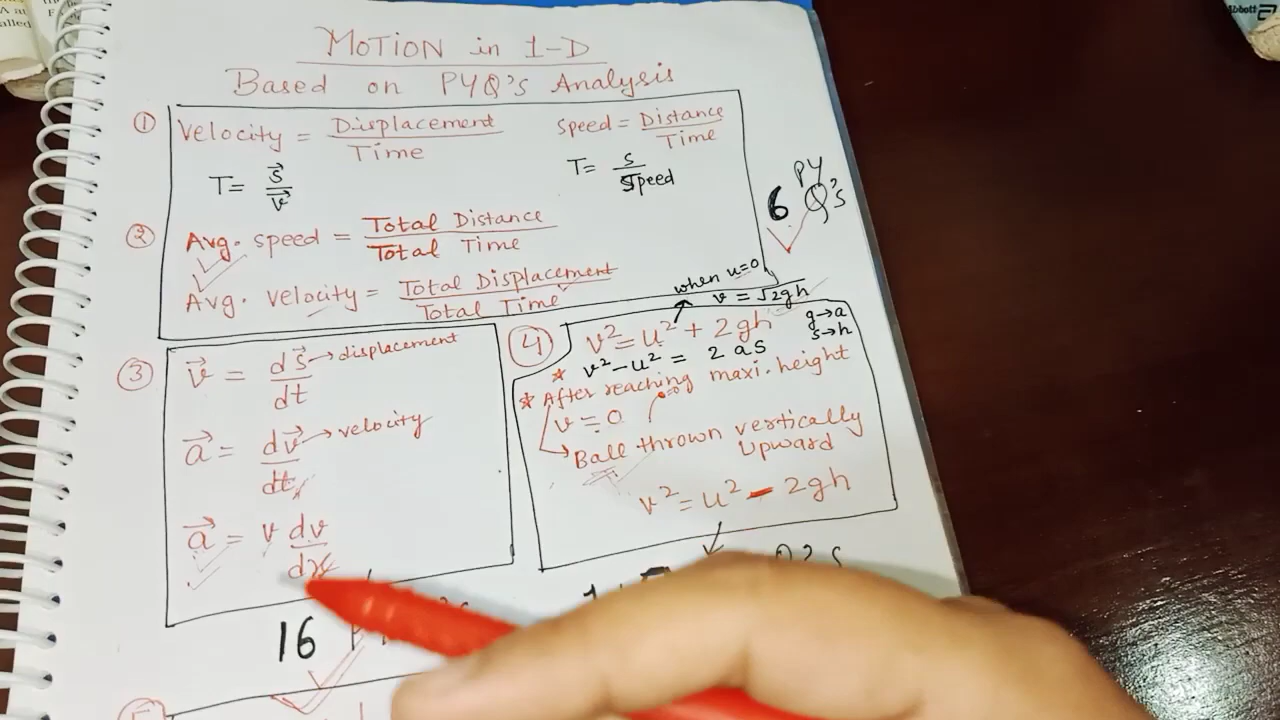 MOTION in 1-D
Based on PYQ'S Analysis
① Velocity = Displacement / Time
Speed = Distance / Time
T = s⃗ / v⃗
T = s / Speed
6 PYQ's
② Avg. speed = Total Distance / Total Time
Avg. velocity = Total Displacement / Total Time
③ v⃗ = ds⃗/dt → displacement
a⃗ = dv⃗/dt → velocity
a⃗ = v dv/dx
16
when u=0
v = √2gh
④ v² = u² + 2gh
g→a
s→h
* v² - u² = 2as
* After reaching maxi. height
v = 0
Ball thrown vertically
Upward
v² = u² - 2gh
Abbott